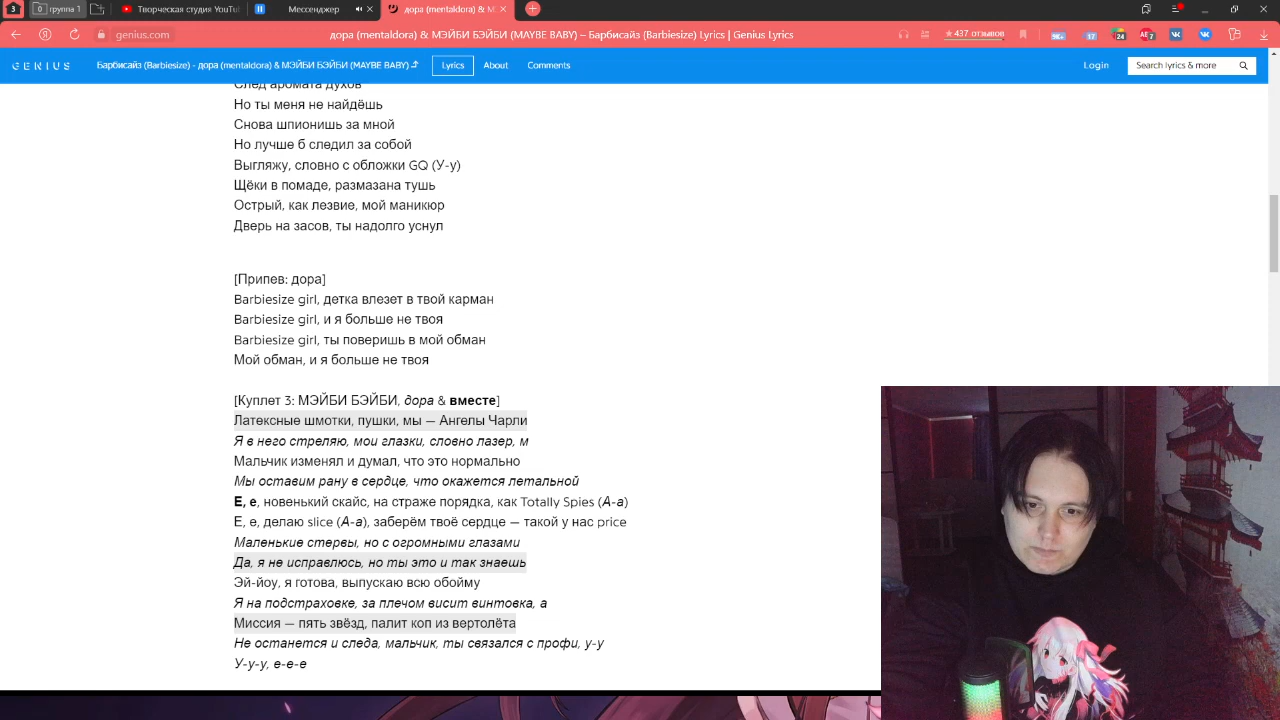 3
0 группа 1
Творческая студия YouTub
Мессенджер
дора (mentaldora) & M
genius.com
дора (mentaldora) & МЭЙБИ БЭЙБИ (MAYBE BABY) – Барбисайз (Barbiesize) Lyrics | Genius Lyrics
★ 437 отзывов
GENIUS
Барбисайз (Barbiesize) - дора (mentaldora) & МЭЙБИ БЭЙБИ (MAYBE BABY)
Lyrics
About
Comments
Login
Search lyrics & more
След аромата духов
Но ты меня не найдёшь
Снова шпионишь за мной
Но лучше б следил за собой
Выгляжу, словно с обложки GQ (У-у)
Щёки в помаде, размазана тушь
Острый, как лезвие, мой маникюр
Дверь на засов, ты надолго уснул
[Припев: дора]
Barbiesize girl, детка влезет в твой карман
Barbiesize girl, и я больше не твоя
Barbiesize girl, ты поверишь в мой обман
Мой обман, и я больше не твоя
[Куплет 3: МЭЙБИ БЭЙБИ, дора & вместе]
Латексные шмотки, пушки, мы — Ангелы Чарли
Я в него стреляю, мои глазки, словно лазер, м
Мальчик изменял и думал, что это нормально
Мы оставим рану в сердце, что окажется летальной
Е, е, новенький скайс, на страже порядка, как Totally Spies (А-а)
Е, е, делаю slice (А-а), заберём твоё сердце — такой у нас price
Маленькие стервы, но с огромными глазами
Да, я не исправлюсь, но ты это и так знаешь
Эй-йоу, я готова, выпускаю всю обойму
Я на подстраховке, за плечом висит винтовка, а
Миссия — пять звёзд, палит коп из вертолёта
Не останется и следа, мальчик, ты связался с профи, у-у
У-у-у, е-е-е